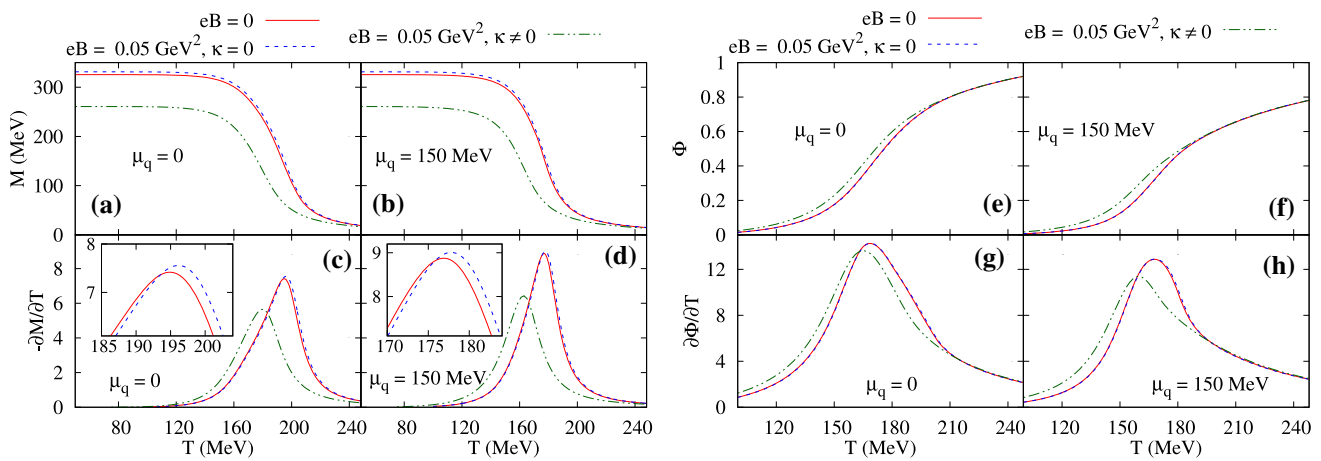 eB = 0
eB = 0.05 GeV², κ = 0
eB = 0.05 GeV², κ ≠ 0
eB = 0
eB = 0.05 GeV², κ = 0
eB = 0.05 GeV², κ ≠ 0
M (MeV)
300
200
100
0
μq = 0
(a)
μq = 150 MeV
(b)
-∂M/∂T
8
6
4
2
0
8
7
185 190 195 200
μq = 0
(c)
9
8
170 175 180
μq = 150 MeV
(d)
80 120 160 200 240
80 120 160 200 240
T (MeV)
T (MeV)
Φ
1
0.8
0.6
0.4
0.2
0
μq = 0
(e)
μq = 150 MeV
(f)
∂Φ/∂T
12
8
4
0
(g)
μq = 0
(h)
μq = 150 MeV
120 150 180 210 240
120 150 180 210 240
T (MeV)
T (MeV)